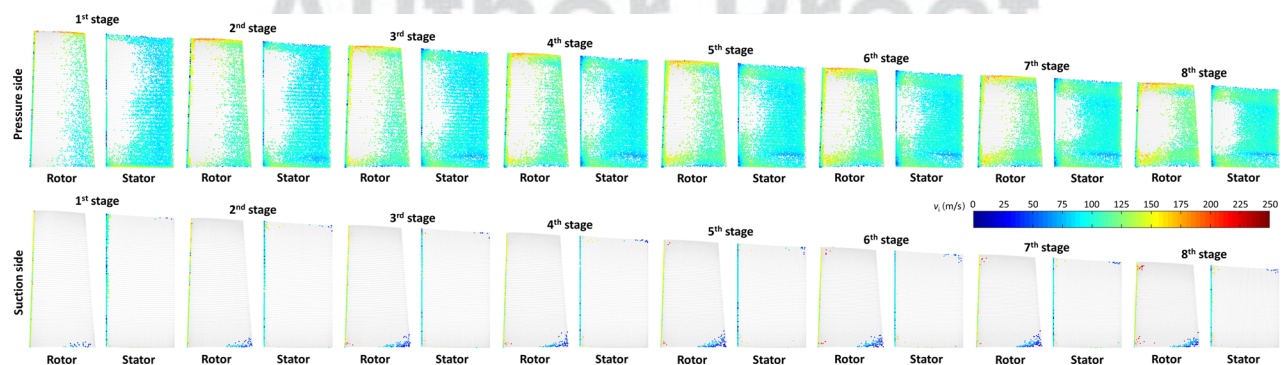 Author Proof
1st stage
2nd stage
3rd stage
4th stage
5th stage
6th stage
7th stage
8th stage
Pressure side
Rotor Stator Rotor Stator Rotor Stator Rotor Stator Rotor Stator Rotor Stator Rotor Stator Rotor Stator
vi (m/s) 0 25 50 75 100 125 150 175 200 225 250
1st stage
2nd stage
3rd stage
4th stage
5th stage
6th stage
7th stage
8th stage
Suction side
Rotor Stator Rotor Stator Rotor Stator Rotor Stator Rotor Stator Rotor Stator Rotor Stator Rotor Stator